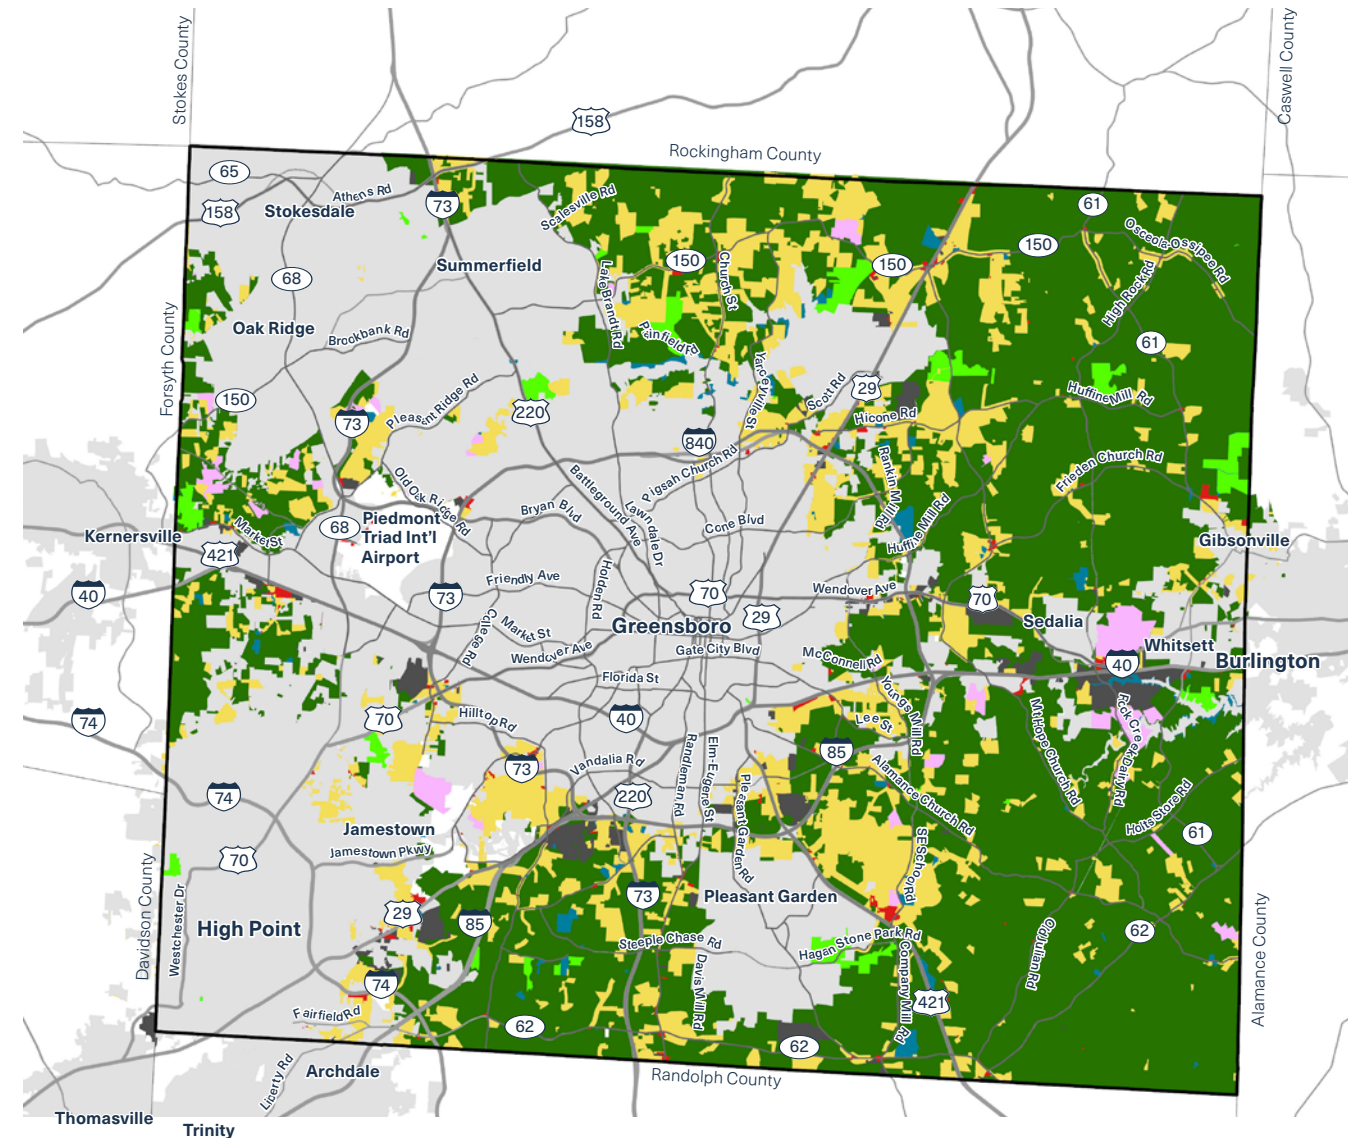 Stokes County
Caswell County
158
Rockingham County
65
Athens Rd
73
Scalesville Rd
61
158
Stokesdale
Osceola-Ossipee Rd
150
150
Church St
150
Summerfield
68
Lake Brandt Rd
High Rock Rd
Forsyth County
Oak Ridge
Brookbank Rd
61
Yanceyville St
Scott Rd
29
Huffine Mill Rd
150
Pleasant Ridge Rd
220
73
Hicone Rd
840
Pisgah Church Rd
Frieden Church Rd
Rankin Mill Rd
Old Oak Ridge Rd
Battleground Ave
Lawndale Dr
Bryan Blvd
Cone Blvd
Huffine Mill Rd
Market St
68
Piedmont
Triad Int'l
Airport
Kernersville
421
Gibsonville
40
73
Friendly Ave
Holden Rd
70
Wendover Ave
70
29
Greensboro
Sedalia
College Rd
Market St
Wendover Ave
Gate City Blvd
McConnell Rd
Whitsett
40
Burlington
Florida St
Youngs Mill Rd
74
70
Hilltop Rd
40
Lee St
Mt Hope Church Rd
Rock Creek Dairy Rd
85
Randleman Rd
Elm-Eugene St
Vandalia Rd
73
Alamance Church Rd
74
220
Pleasant Garden Rd
Holts Store Rd
61
Jamestown
Jamestown Pkwy
70
SE School Rd
Davidson County
Westchester Dr
73
Pleasant Garden
29
85
High Point
62
Steeple Chase Rd
Hagan Stone Park Rd
Old Julian Rd
Alamance County
74
Davis Mill Rd
Company Mill Rd
421
Fairfield Rd
62
62
Archdale
Randolph County
Thomasville
Trinity